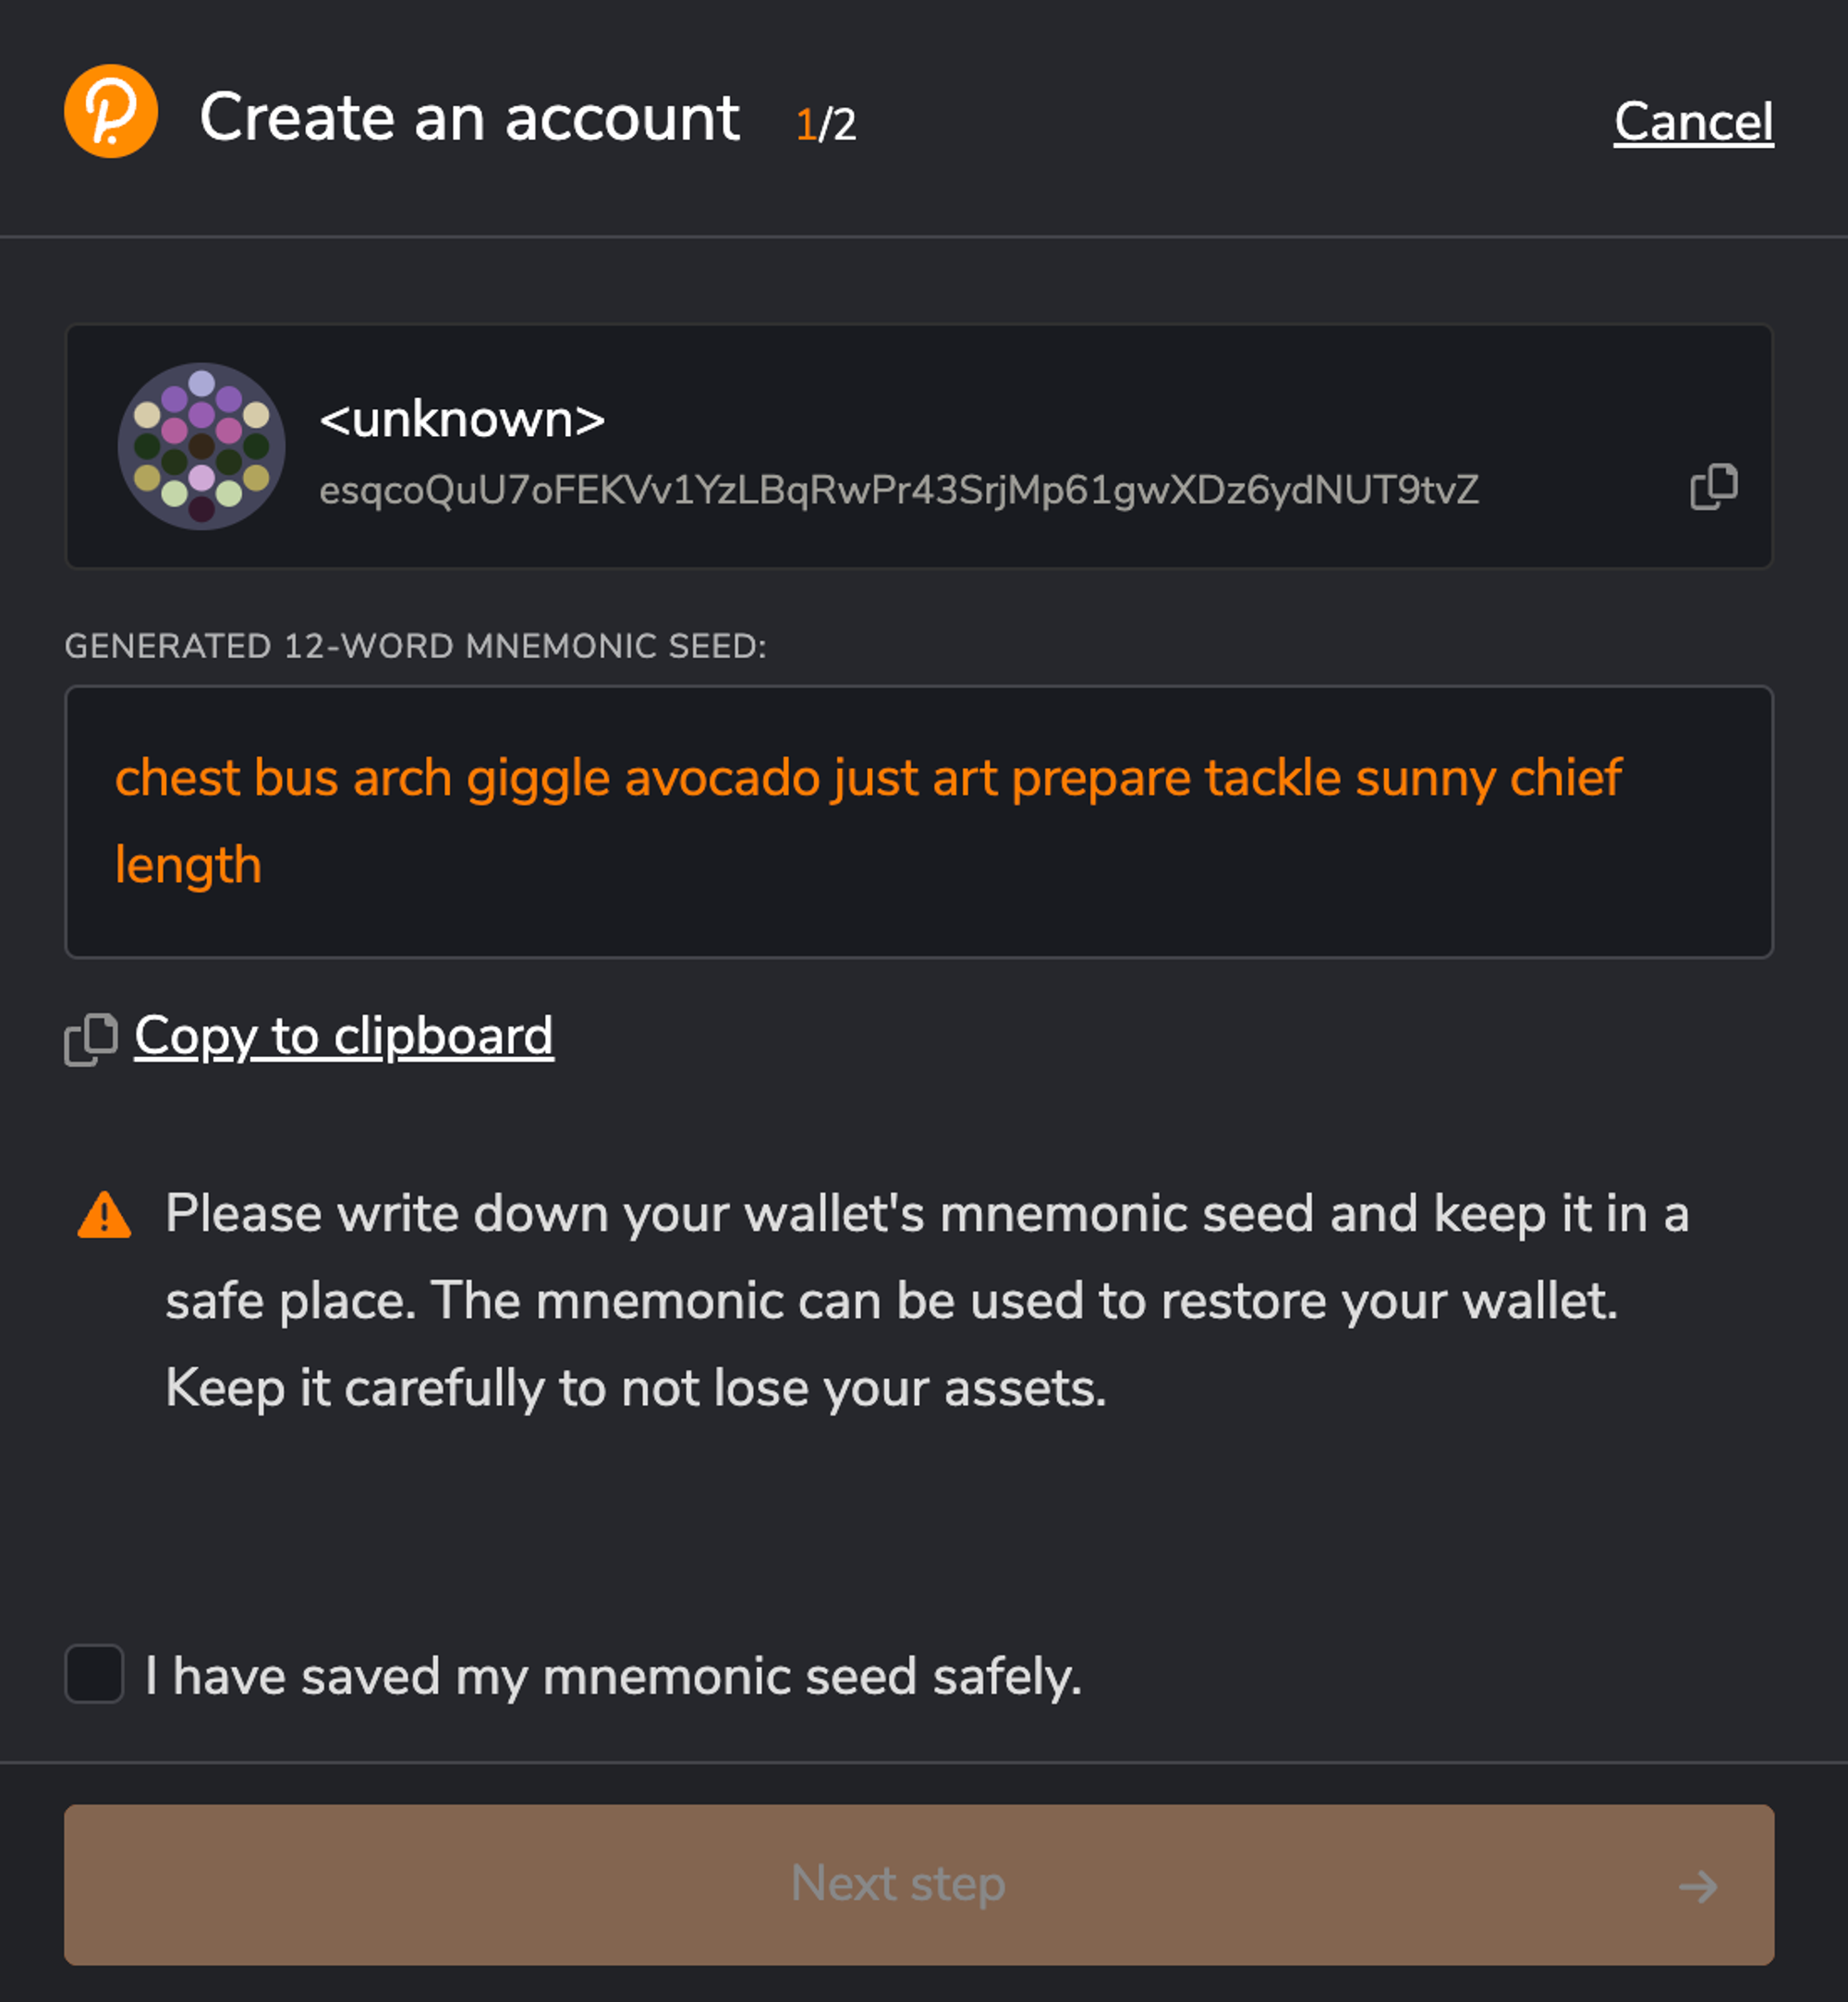 Create an account 1/2 Cancel
<unknown>
esqcoQuU7oFEKVv1YzLBqRwPr43SrjMp61gwXDz6ydNUT9tvZ
GENERATED 12-WORD MNEMONIC SEED:
chest bus arch giggle avocado just art prepare tackle sunny chief
length
Copy to clipboard
Please write down your wallet's mnemonic seed and keep it in a
safe place. The mnemonic can be used to restore your wallet.
Keep it carefully to not lose your assets.
I have saved my mnemonic seed safely.
Next step